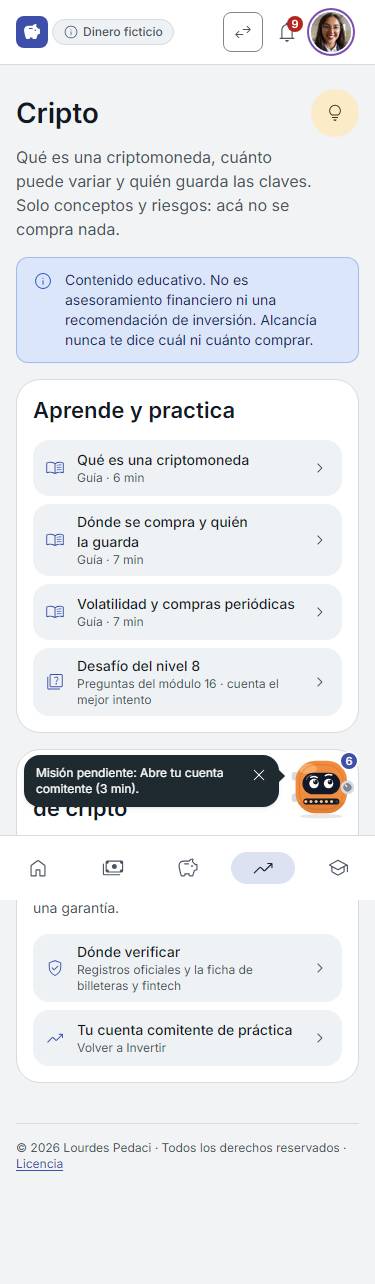 Dinero ficticio
9
Cripto
Qué es una criptomoneda, cuánto
puede variar y quién guarda las claves.
Solo conceptos y riesgos: acá no se
compra nada.
Contenido educativo. No es
asesoramiento financiero ni una
recomendación de inversión. Alcancía
nunca te dice cuál ni cuánto comprar.
Aprende y practica
Qué es una criptomoneda
Guía · 6 min
Dónde se compra y quién
la guarda
Guía · 7 min
Volatilidad y compras periódicas
Guía · 7 min
Desafío del nivel 8
Preguntas del módulo 16 · cuenta el
mejor intento
6
Misión pendiente: Abre tu cuenta
comitente (3 min).
de cripto
una garantía.
Dónde verificar
Registros oficiales y la ficha de
billeteras y fintech
Tu cuenta comitente de práctica
Volver a Invertir
© 2026 Lourdes Pedaci · Todos los derechos reservados ·
Licencia